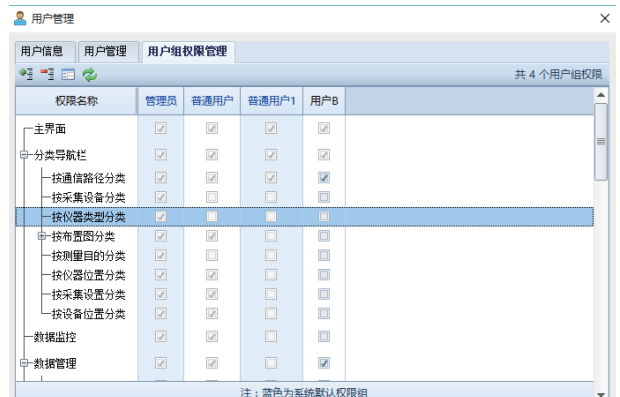 用户管理
用户信息 用户管理 用户组权限管理
共 4 个用户组权限
权限名称 管理员 普通用户 普通用户1 用户B
主界面
分类导航栏
按通信路径分类
按采集设备分类
按仪器类型分类
按布置图分类
按测量目的分类
按仪器位置分类
按采集设置分类
按设备位置分类
数据监控
数据管理
注：蓝色为系统默认权限组